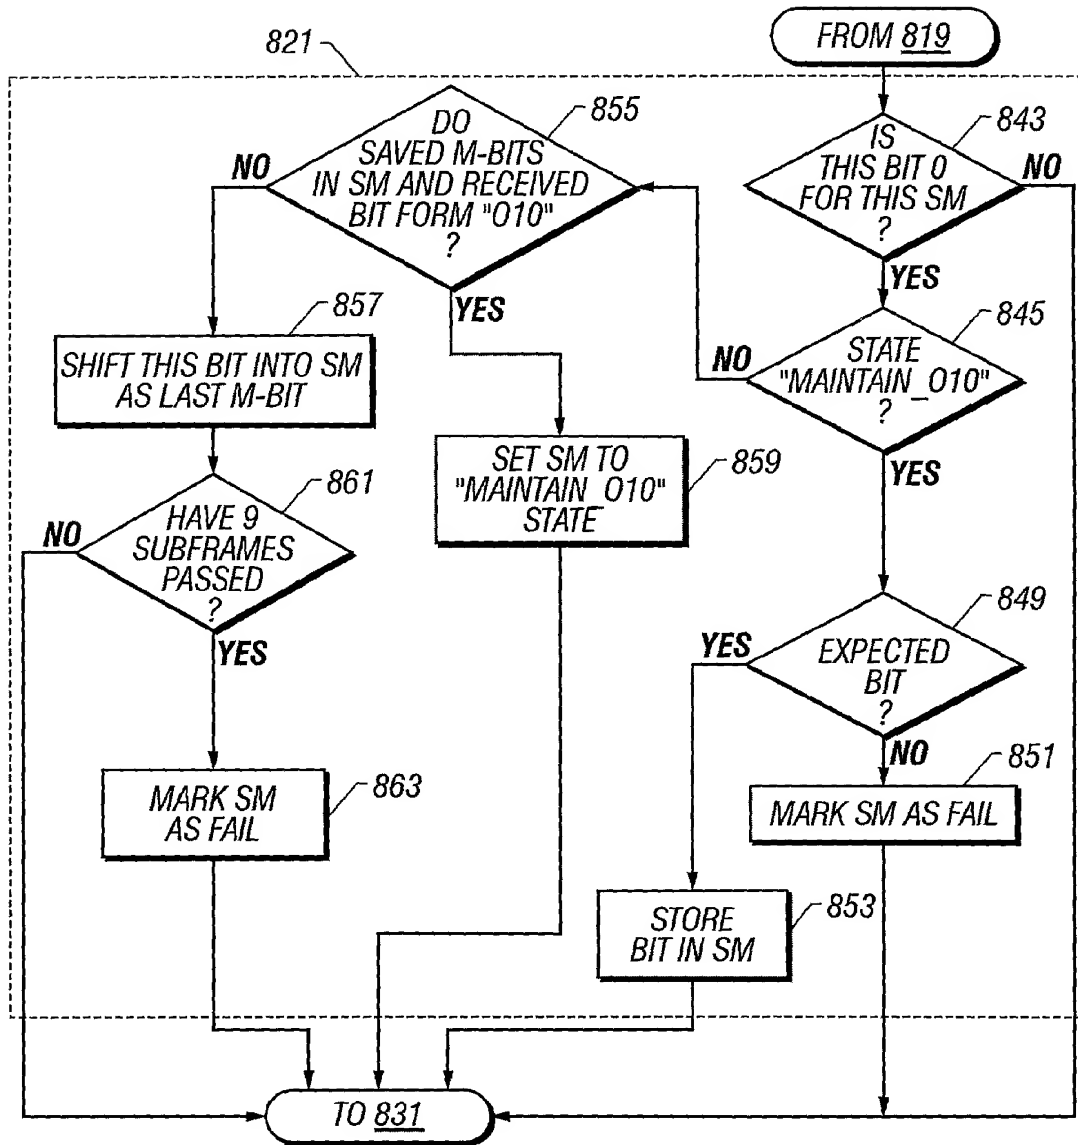 821
FROM 819
DO
SAVED M-BITS
IN SM AND RECEIVED
BIT FORM "010"
?
855
NO
YES
IS
THIS BIT 0
FOR THIS SM
?
843
NO
YES
857
SHIFT THIS BIT INTO SM
AS LAST M-BIT
STATE
"MAINTAIN_010"
?
845
NO
YES
SET SM TO
"MAINTAIN_010"
STATE
859
861
HAVE 9
SUBFRAMES
PASSED
?
NO
YES
849
EXPECTED
BIT
?
YES
NO
MARK SM
AS FAIL
863
851
MARK SM AS FAIL
STORE
BIT IN SM
853
TO 831